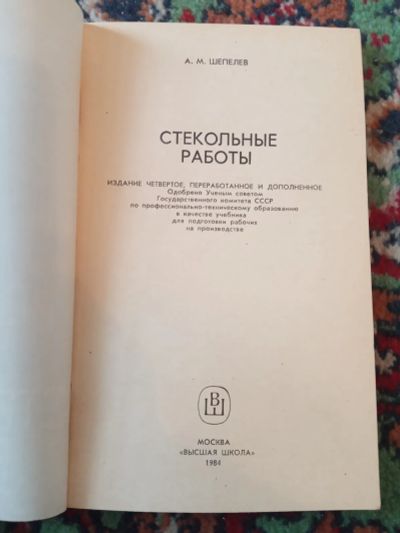 А. М. ШЕПЕЛЕВ
СТЕКОЛЬНЫЕ
РАБОТЫ
ИЗДАНИЕ ЧЕТВЕРТОЕ, ПЕРЕРАБОТАННОЕ И ДОПОЛНЕННОЕ
Одобрено Ученым советом
Государственного комитета СССР
по профессионально-техническому образованию
в качестве учебника
для подготовки рабочих
на производстве
ВШ
МОСКВА
«ВЫСШАЯ ШКОЛА»
1984